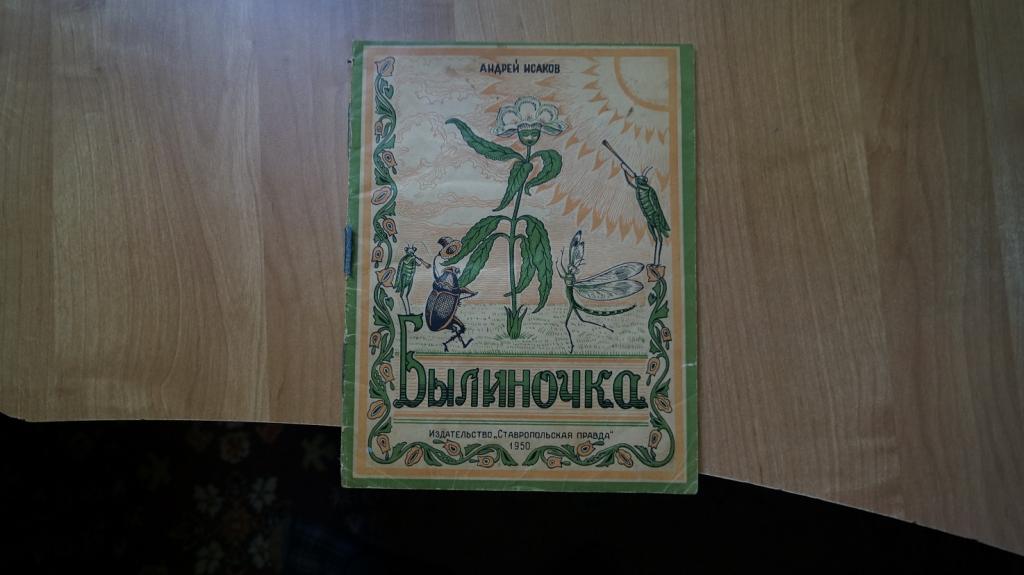 АНДРЕЙ ИСАКОВ
Былиночка
Издательство „Ставропольская правда"
1950